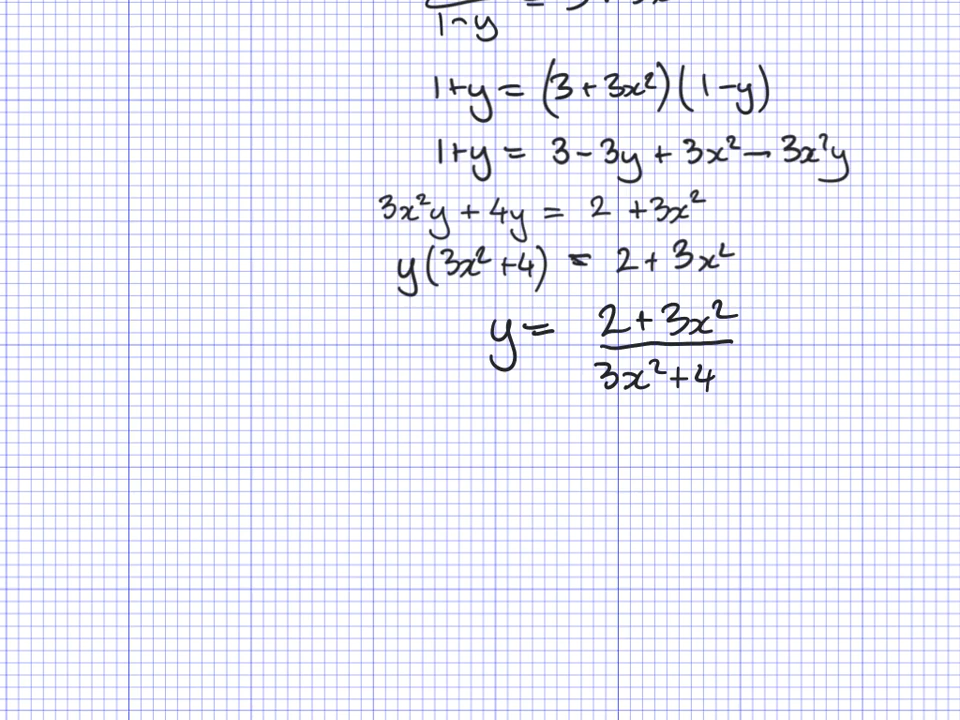 1-y =
1+y = (3+3x²)(1-y)
1+y = 3-3y+3x²-3x²y
3x²y+4y = 2+3x²
y(3x²+4) = 2+3x²
y = 2+3x²
3x²+4